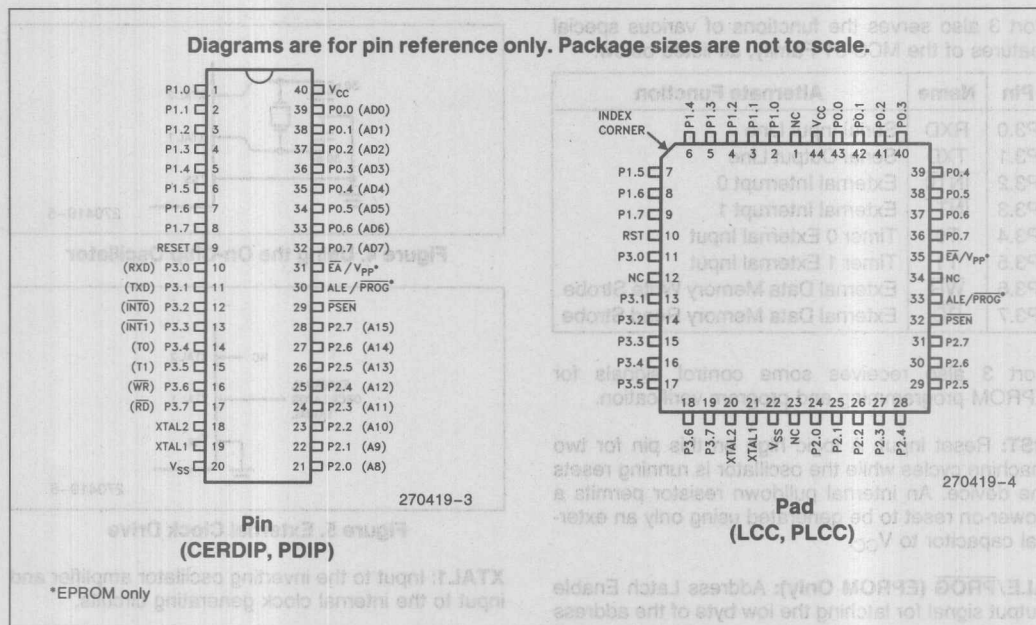 Diagrams are for pin reference only. Package sizes are not to scale.
P1.0 1 40 VCC
P1.1 2 39 P0.0 (AD0)
P1.2 3 38 P0.1 (AD1)
P1.3 4 37 P0.2 (AD2)
P1.4 5 36 P0.3 (AD3)
P1.5 6 35 P0.4 (AD4)
P1.6 7 34 P0.5 (AD5)
P1.7 8 33 P0.6 (AD6)
RESET 9 32 P0.7 (AD7)
(RXD) P3.0 10 31 EA/VPP*
(TXD) P3.1 11 30 ALE/PROG*
(INT0) P3.2 12 29 PSEN
(INT1) P3.3 13 28 P2.7 (A15)
(T0) P3.4 14 27 P2.6 (A14)
(T1) P3.5 15 26 P2.5 (A13)
(WR) P3.6 16 25 P2.4 (A12)
(RD) P3.7 17 24 P2.3 (A11)
XTAL2 18 23 P2.2 (A10)
XTAL1 19 22 P2.1 (A9)
VSS 20 21 P2.0 (A8)
270419-3
Pin
(CERDIP, PDIP)
*EPROM only
INDEX
CORNER
P1.4 P1.3 P1.2 P1.1 P1.0 NC VCC P0.0 P0.1 P0.2 P0.3
6 5 4 3 2 1 44 43 42 41 40
P1.5 7 39 P0.4
P1.6 8 38 P0.5
P1.7 9 37 P0.6
RST 10 36 P0.7
P3.0 11 35 EA/VPP*
NC 12 34 NC
P3.1 13 33 ALE/PROG*
P3.2 14 32 PSEN
P3.3 15 31 P2.7
P3.4 16 30 P2.6
P3.5 17 29 P2.5
18 19 20 21 22 23 24 25 26 27 28
P3.6 P3.7 XTAL2 XTAL1 VSS NC P2.0 P2.1 P2.2 P2.3 P2.4
270419-4
Pad
(LCC, PLCC)